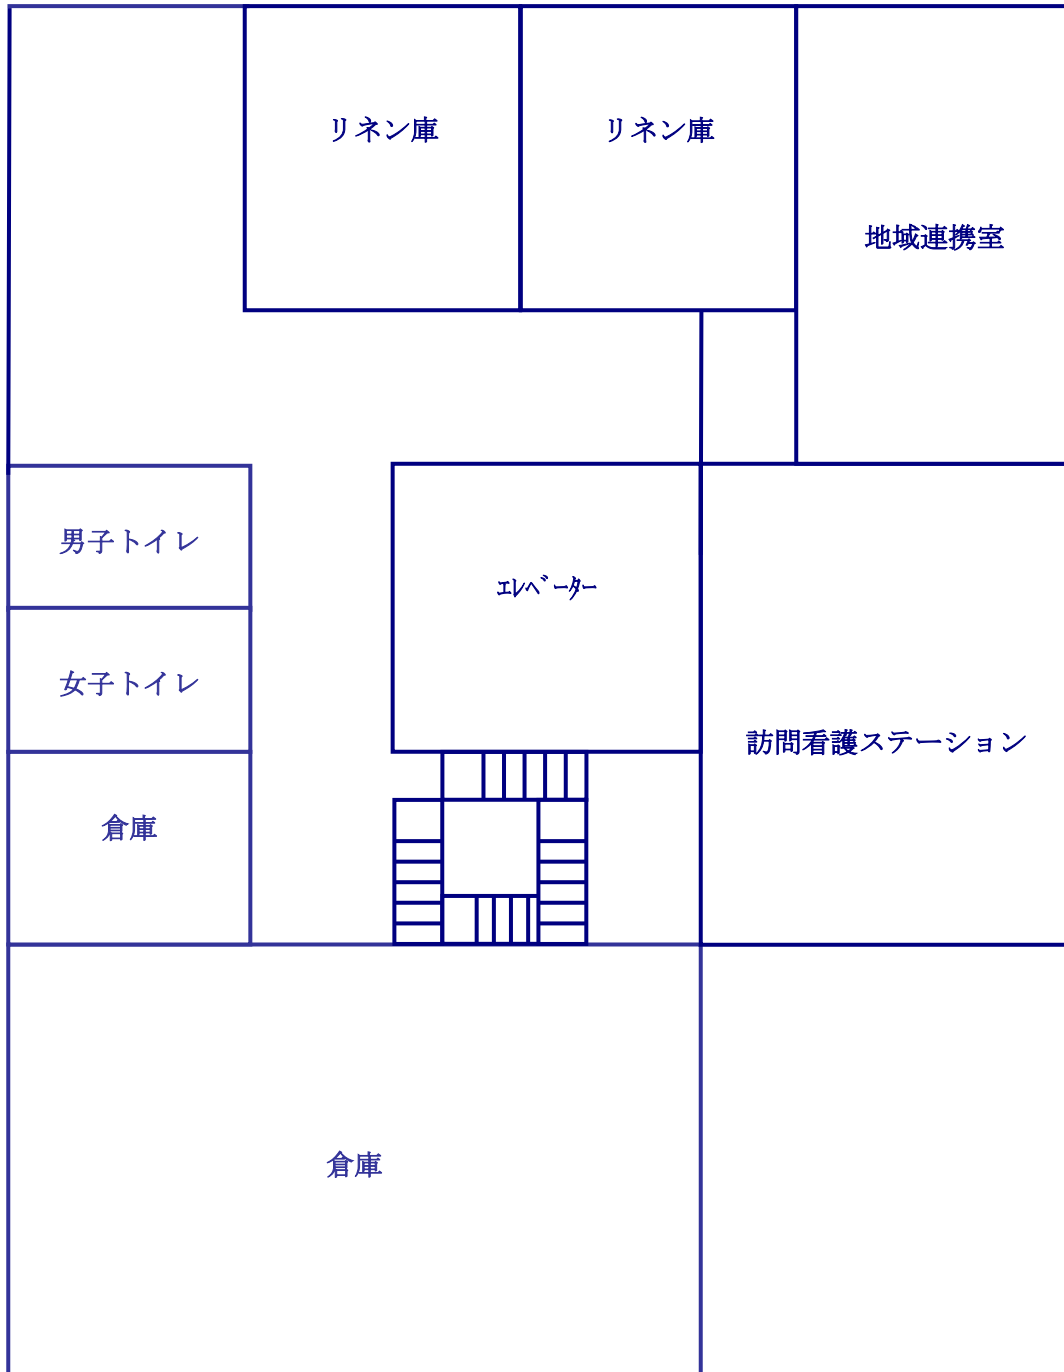 リネン庫
リネン庫
地域連携室
男子トイレ
ｴﾚﾍﾞｰﾀｰ
女子トイレ
訪問看護ステーション
倉庫
倉庫